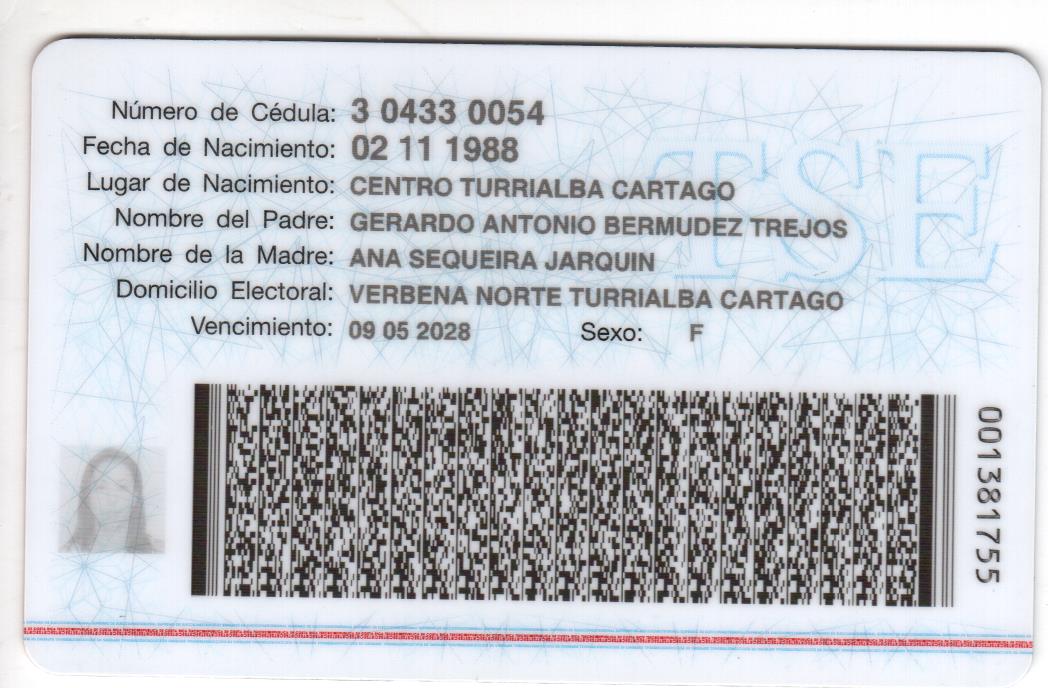 Número de Cédula: 3 0433 0054
Fecha de Nacimiento: 02 11 1988
Lugar de Nacimiento: CENTRO TURRIALBA CARTAGO
Nombre del Padre: GERARDO ANTONIO BERMUDEZ TREJOS
Nombre de la Madre: ANA SEQUEIRA JARQUIN
Domicilio Electoral: VERBENA NORTE TURRIALBA CARTAGO
Vencimiento: 09 05 2028 Sexo: F
TSE
001381755